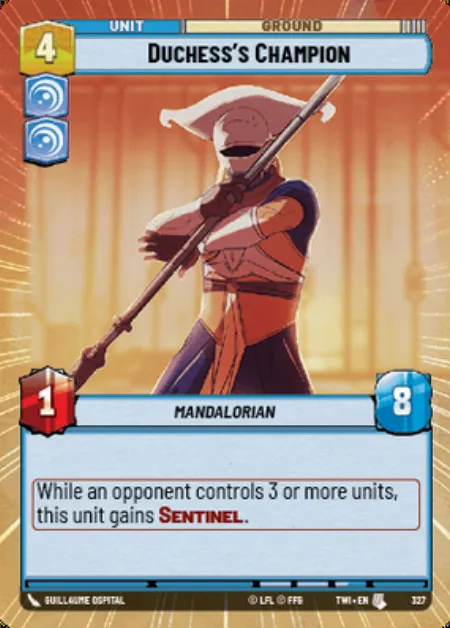 UNIT
GROUND
4
DUCHESS'S CHAMPION
1
MANDALORIAN
8
While an opponent controls 3 or more units,
this unit gains SENTINEL.
GUILLAUME OSPITAL
© LFL © FFG
TWI • EN
327